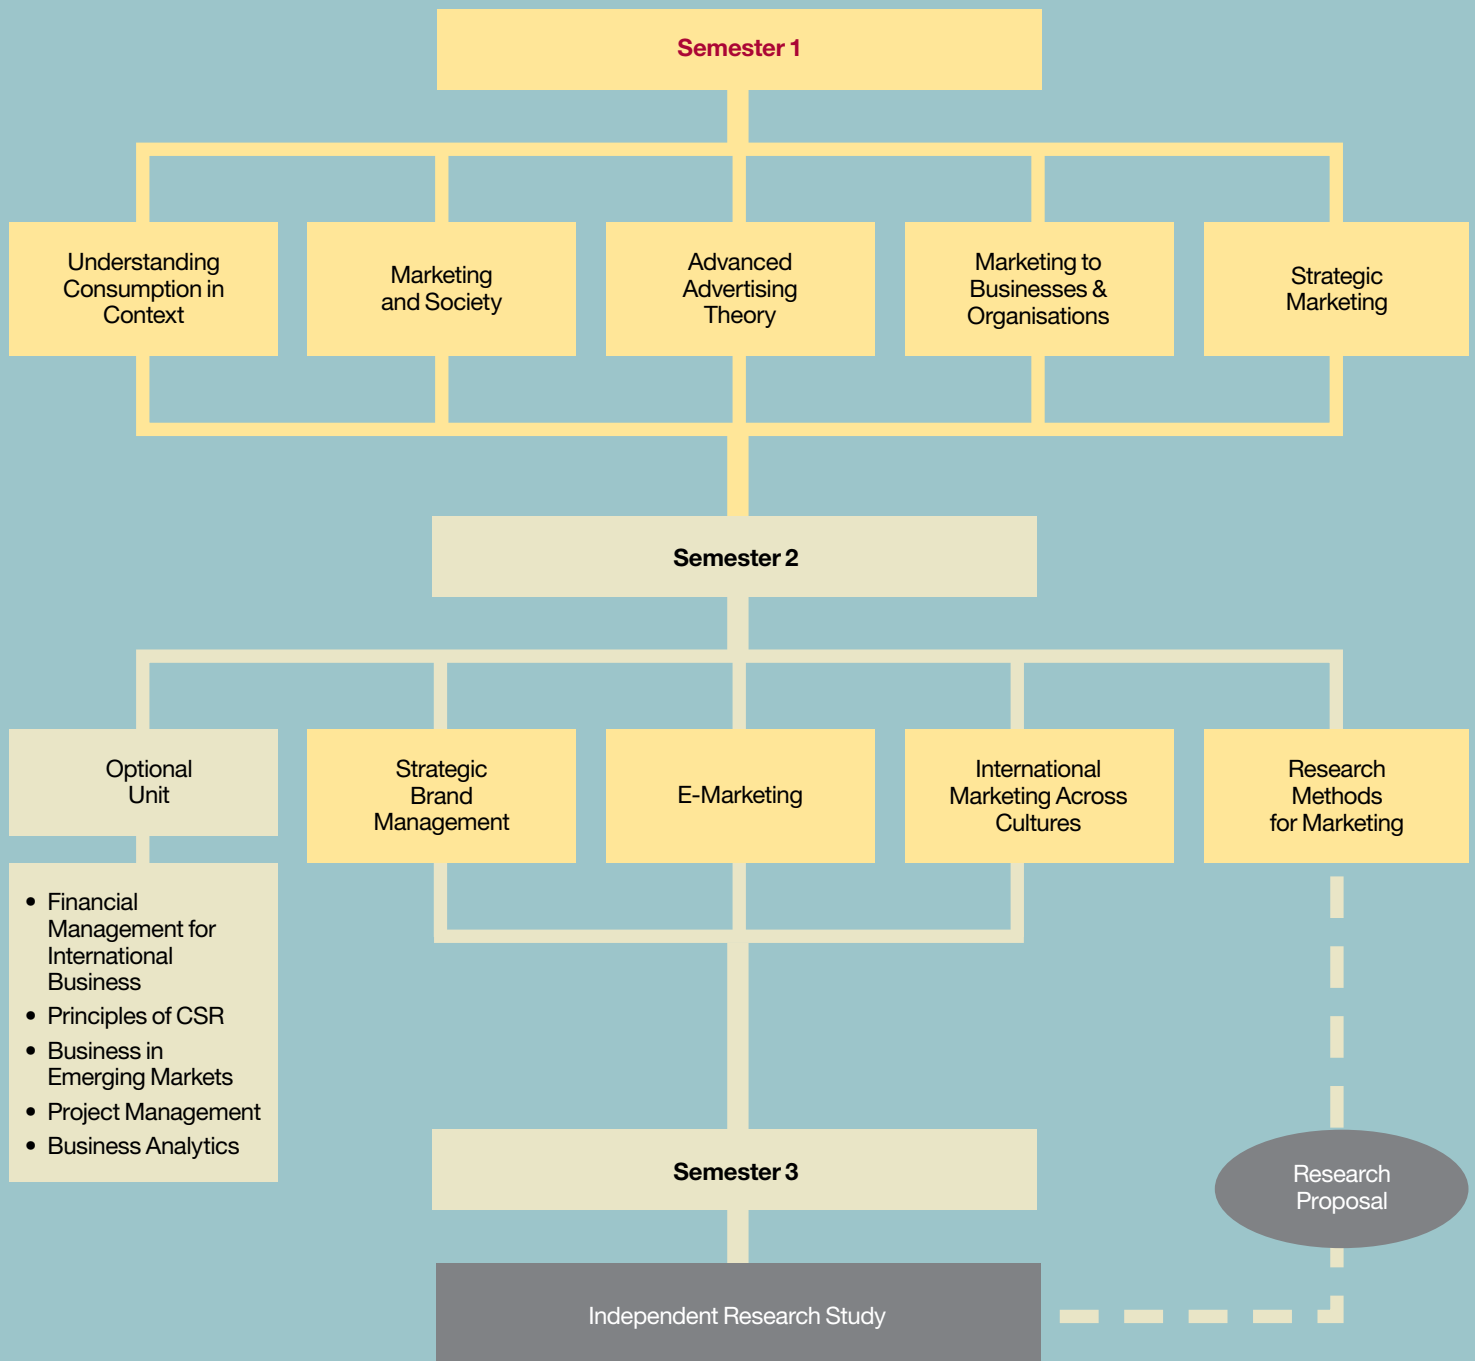 Semester 1
Understanding
Consumption in
Context
Marketing
and Society
Advanced
Advertising
Theory
Marketing to
Businesses &
Organisations
Strategic
Marketing
Semester 2
Optional
Unit
Strategic
Brand
Management
E-Marketing
International
Marketing Across
Cultures
Research
Methods
for Marketing
• Financial
Management for
International
Business
• Principles of CSR
• Business in
Emerging Markets
• Project Management
• Business Analytics
Semester 3
Research
Proposal
Independent Research Study